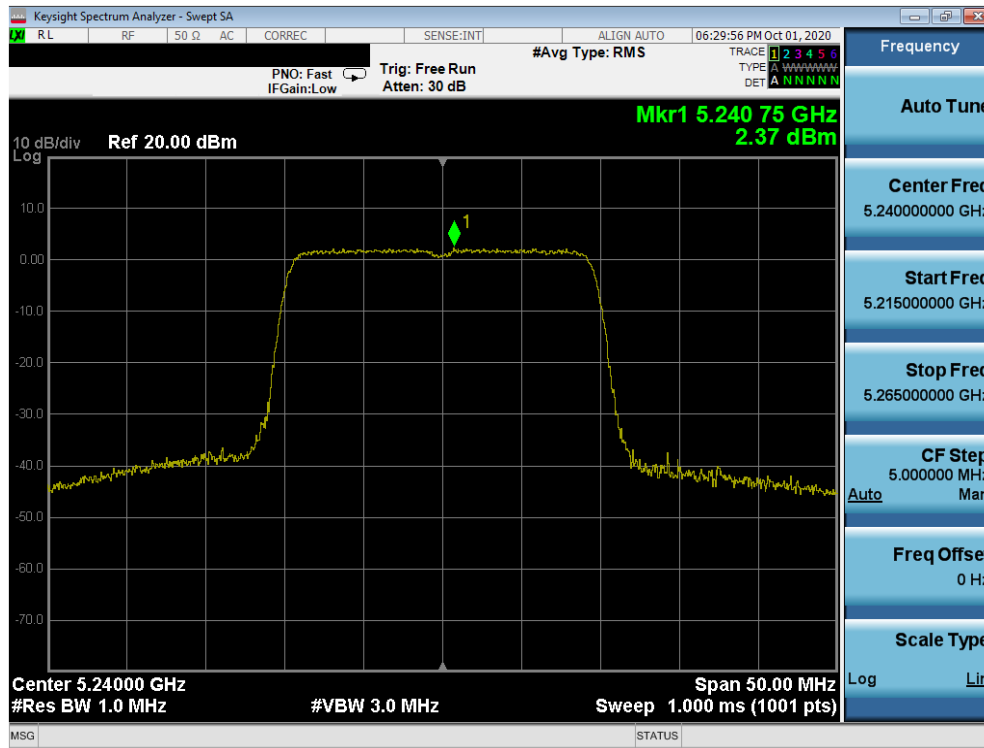 Keysight Spectrum Analyzer - Swept SA
LXI RL RF 50 Ω AC CORREC SENSE:INT ALIGN AUTO 06:29:56 PM Oct 01, 2020
#Avg Type: RMS
TRACE 1 2 3 4 5 6
TYPE A WWWWW
DET A N N N N N
PNO: Fast
IFGain:Low
Trig: Free Run
Atten: 30 dB
Mkr1 5.240 75 GHz
2.37 dBm
10 dB/div
Log
Ref 20.00 dBm
1
10.0
0.00
-10.0
-20.0
-30.0
-40.0
-50.0
-60.0
-70.0
Center 5.24000 GHz
#Res BW 1.0 MHz
#VBW 3.0 MHz
Span 50.00 MHz
Sweep 1.000 ms (1001 pts)
MSG
STATUS
Frequency
Auto Tune
Center Freq
5.240000000 GHz
Start Freq
5.215000000 GHz
Stop Freq
5.265000000 GHz
CF Step
5.000000 MHz
Auto Man
Freq Offset
0 Hz
Scale Type
Log Lin